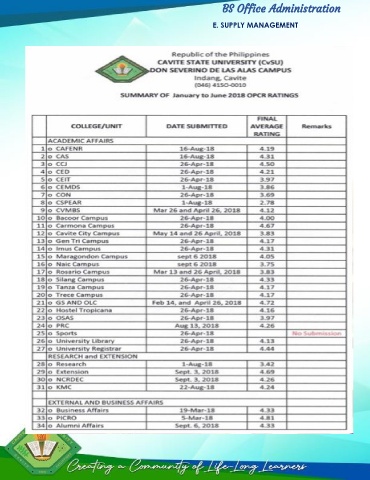 BS Office Administration
E. SUPPLY MANAGEMENT
Republic of the Philippines
CAVITE STATE UNIVERSITY (CvSU)
DON SEVERINO DE LAS ALAS CAMPUS
Indang, Cavite
(046) 4150-0010
SUMMARY OF January to June 2018 OPCR RATINGS
COLLEGE/UNIT DATE SUBMITTED FINAL AVERAGE RATING Remarks
ACADEMIC AFFAIRS
1 o CAFENR 16-Aug-18 4.19
2 o CAS 16-Aug-18 4.31
3 o CCJ 26-Apr-18 4.50
4 o CED 26-Apr-18 4.21
5 o CEIT 26-Apr-18 3.97
6 o CEMDS 1-Aug-18 3.86
7 o CON 26-Apr-18 3.69
8 o CSPEAR 1-Aug-18 2.78
9 o CVMBS Mar 26 and April 26, 2018 4.12
10 o Bacoor Campus 26-Apr-18 4.00
11 o Carmona Campus 26-Apr-18 4.67
12 o Cavite City Campus May 14 and 26 April, 2018 3.83
13 o Gen Tri Campus 26-Apr-18 4.17
14 o Imus Campus 26-Apr-18 4.31
15 o Maragondon Campus sept 6 2018 4.05
16 o Naic Campus sept 6 2018 3.75
17 o Rosario Campus Mar 13 and 26 April, 2018 3.83
18 o Silang Campus 26-Apr-18 4.33
19 o Tanza Campus 26-Apr-18 4.17
20 o Trece Campus 26-Apr-18 4.17
21 o GS AND OLC Feb 14, and April 26, 2018 4.72
22 o Hostel Tropicana 26-Apr-18 4.16
23 o OSAS 26-Apr-18 3.97
24 o PRC Aug 13, 2018 4.26
25 o Sports 26-Apr-18 No Submission
26 o University Library 26-Apr-18 4.13
27 o University Registrar 26-Apr-18 4.44
RESEARCH and EXTENSION
28 o Research 1-Aug-18 3.42
29 o Extension Sept. 3, 2018 4.69
30 o NCRDEC Sept. 3, 2018 4.26
31 o KMC 22-Aug-18 4.24
EXTERNAL AND BUSINESS AFFAIRS
32 o Business Affairs 19-Mar-18 4.33
33 o PICRO 5-Mar-18 4.81
34 o Alumni Affairs Sept. 6, 2018 4.33
Creating a Community of Life-Long Learners